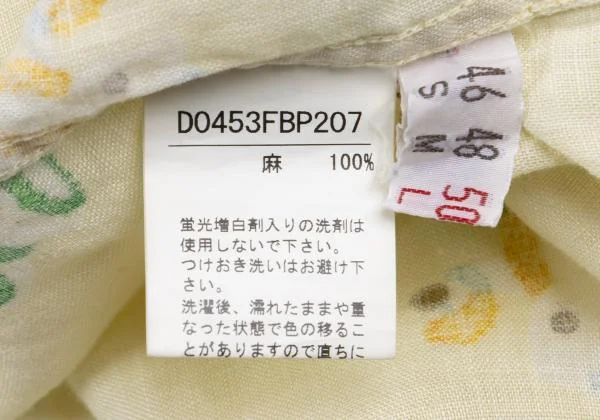 D0453FBP207
麻 100%
蛍光増白剤入りの洗剤は
使用しないで下さい。
つけおき洗いはお避け下
さい。
洗濯後、濡れたままや重
なった状態で色の移るこ
とがありますので直ちに
46 48 50
S M L